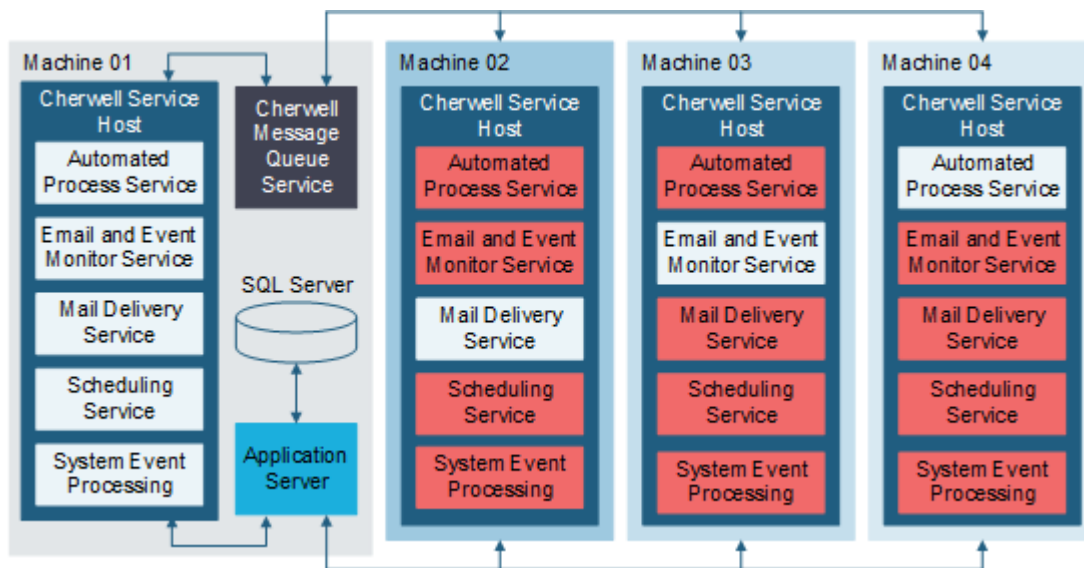 Machine 01
Cherwell Service
Host
Automated
Process Service
Email and Event
Monitor Service
Mail Delivery
Service
Scheduling
Service
System Event
Processing
Cherwell
Message
Queue
Service
SQL Server
Application
Server
Machine 02
Cherwell Service
Host
Automated
Process Service
Email and Event
Monitor Service
Mail Delivery
Service
Scheduling
Service
System Event
Processing
Machine 03
Cherwell Service
Host
Automated
Process Service
Email and Event
Monitor Service
Mail Delivery
Service
Scheduling
Service
System Event
Processing
Machine 04
Cherwell Service
Host
Automated
Process Service
Email and Event
Monitor Service
Mail Delivery
Service
Scheduling
Service
System Event
Processing